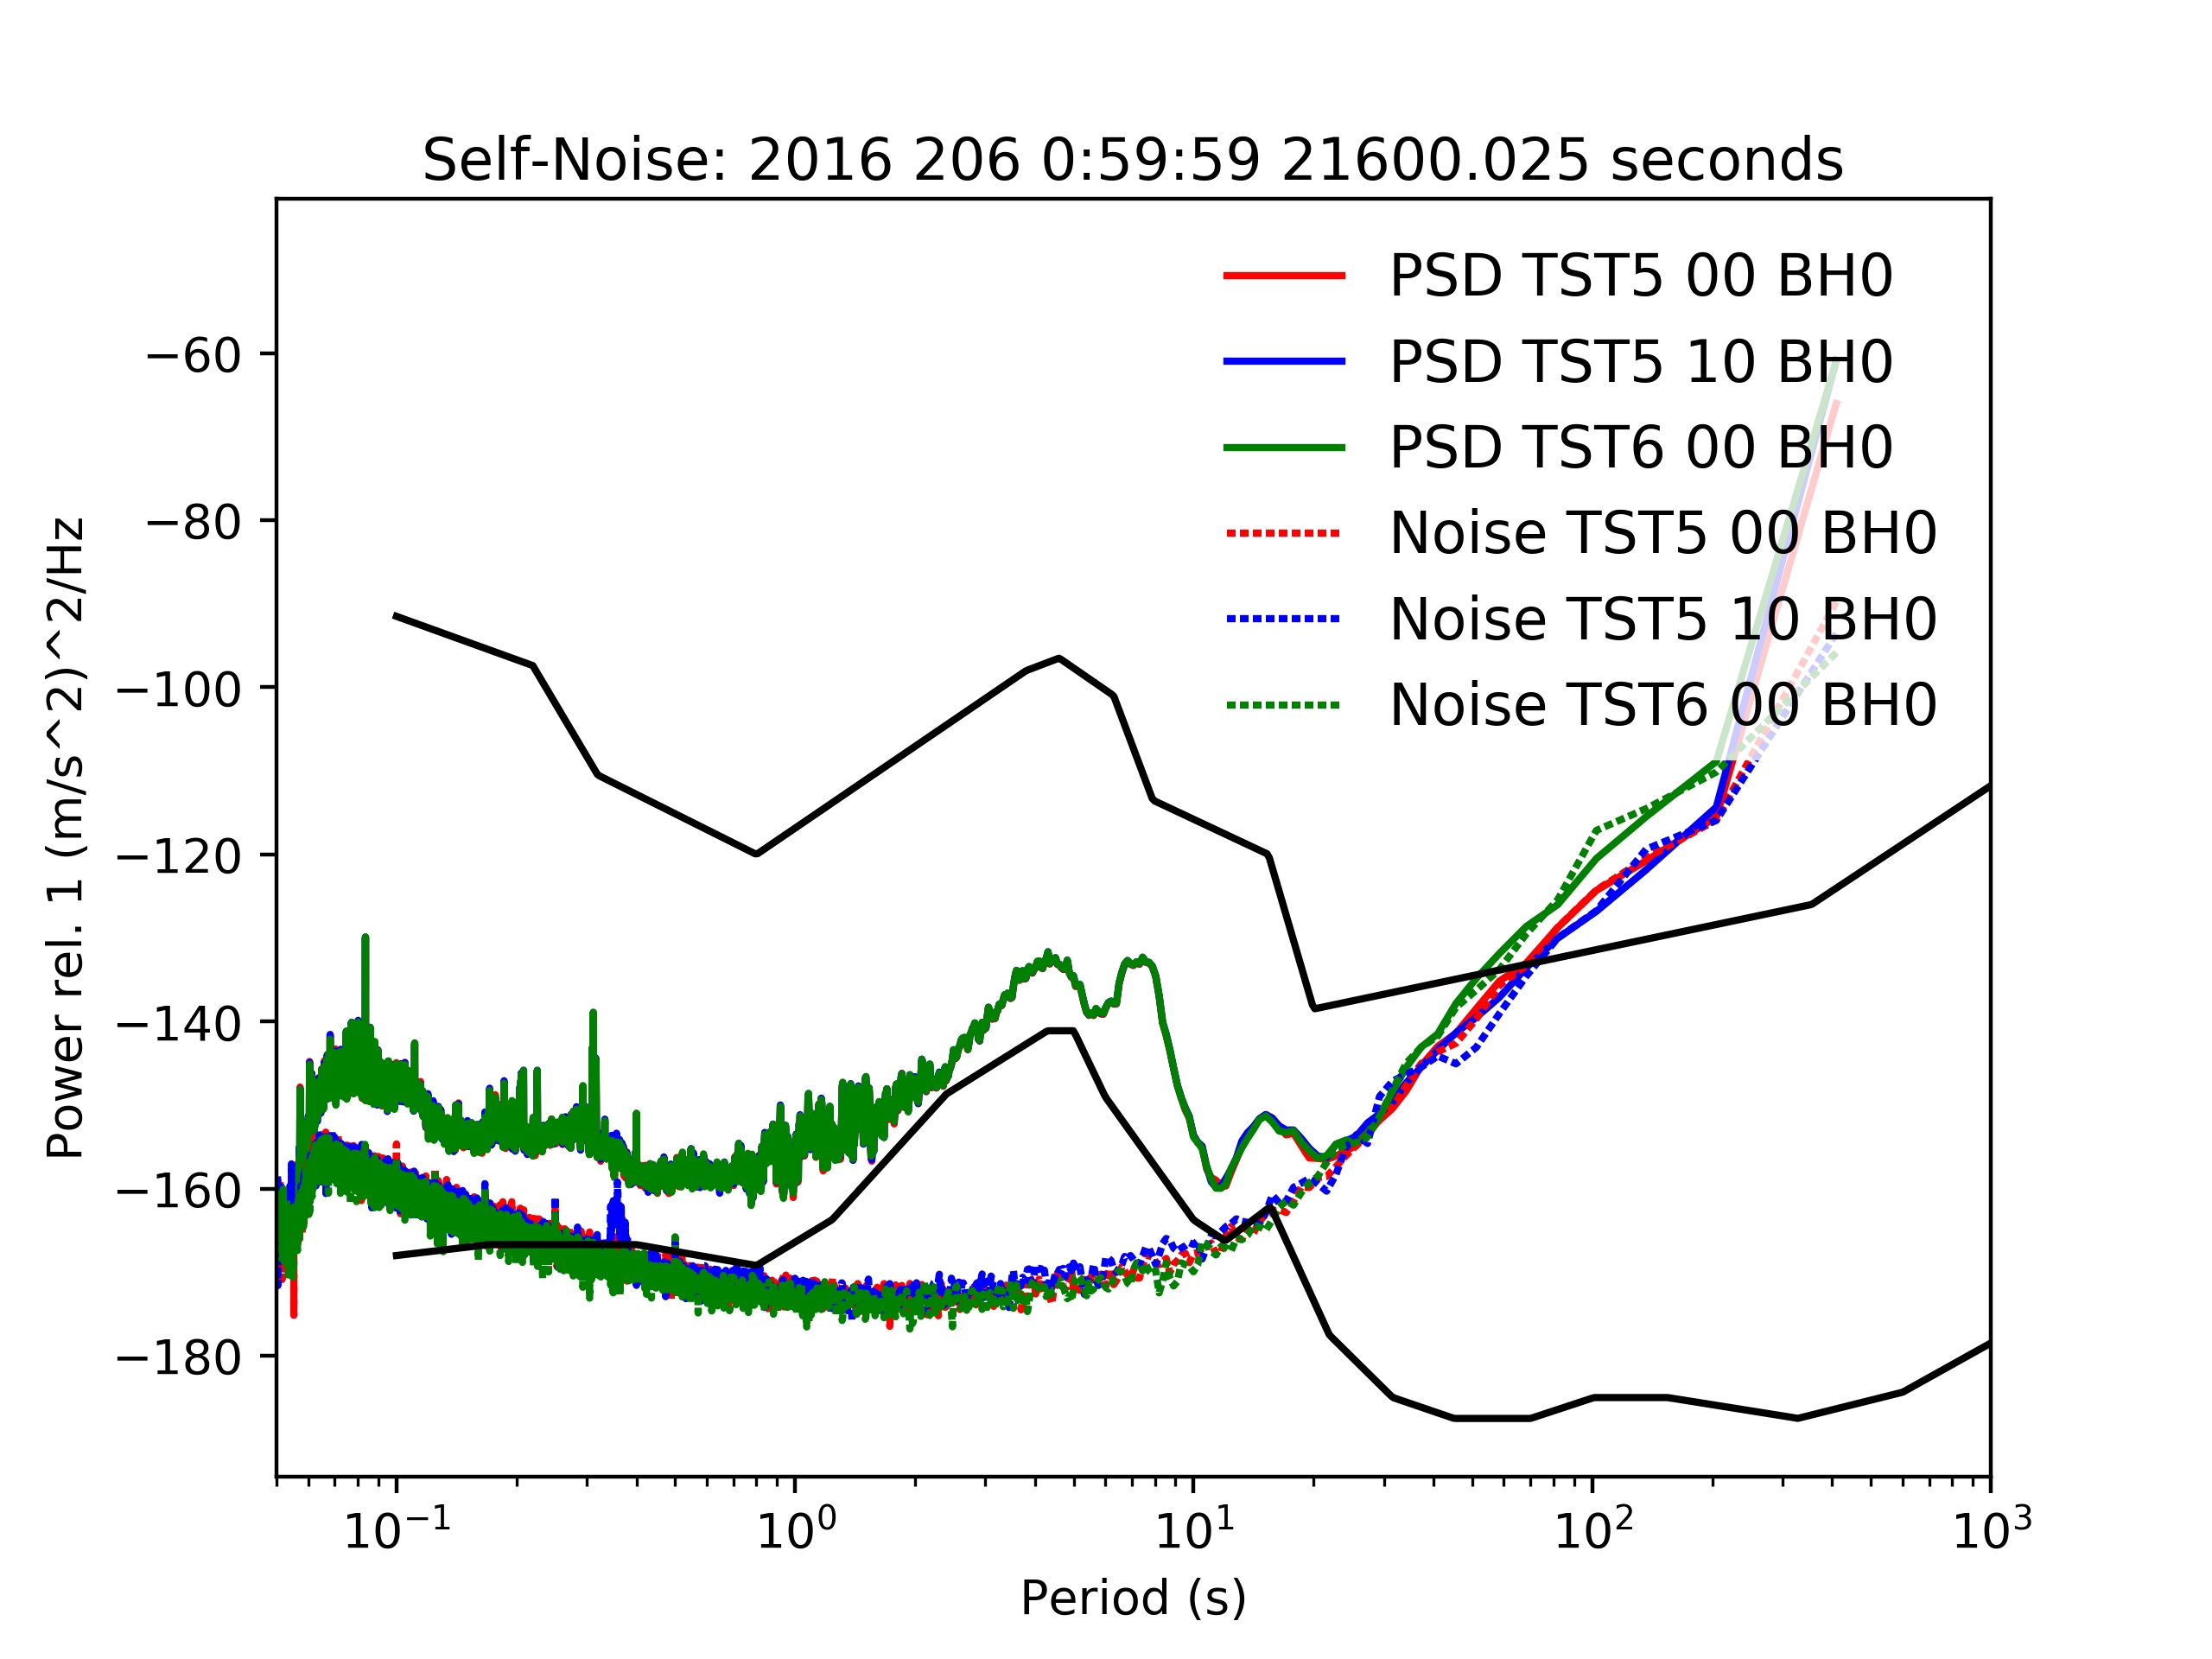 Self-Noise: 2016 206 0:59:59 21600.025 seconds
PSD TST5 00 BH0
PSD TST5 10 BH0
PSD TST6 00 BH0
Noise TST5 00 BH0
Noise TST5 10 BH0
Noise TST6 00 BH0
−60
−80
−100
−120
−140
−160
−180
Power rel. 1 (m/s^2)^2/Hz
10⁻¹ 10⁰ 10¹ 10² 10³
Period (s)